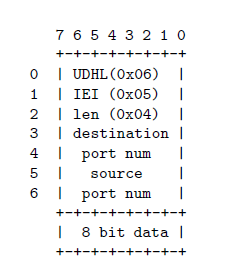 7 6 5 4 3 2 1 0
+-+-+-+-+-+-+-+
0 | UDHL(0x06) |
1 | IEI (0x05) |
2 | len (0x04) |
3 | destination |
4 | port num |
5 | source |
6 | port num |
+-+-+-+-+-+-+-+
| 8 bit data |
+-+-+-+-+-+-+-+